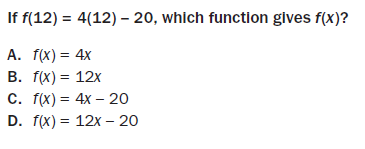 If f(12) = 4(12) – 20, which function gives f(x)?
A. f(x) = 4x
B. f(x) = 12x
C. f(x) = 4x – 20
D. f(x) = 12x – 20